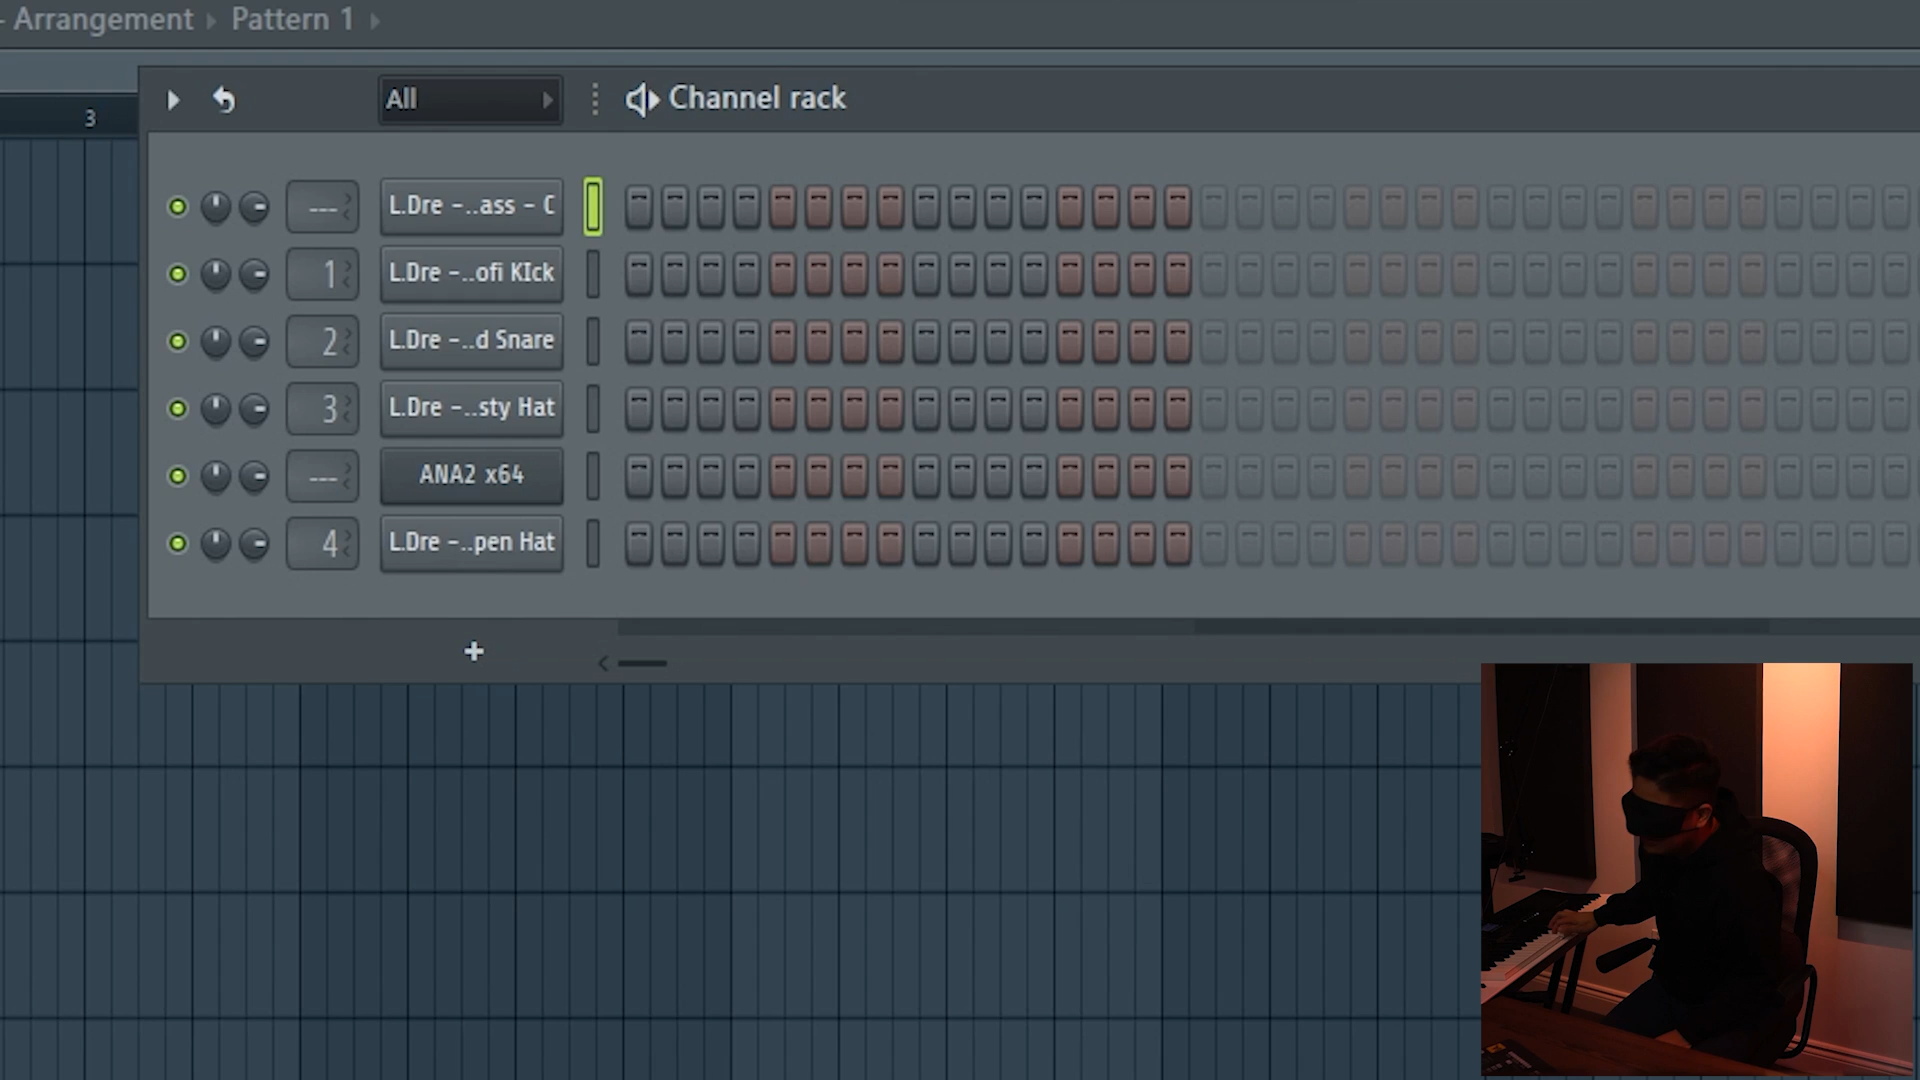 - Arrangement ▸ Pattern 1 ▸
3
All
Channel rack
---
L.Dre -..ass - C
1
L.Dre -..ofi KIck
2
L.Dre -..d Snare
3
L.Dre -..sty Hat
---
ANA2 x64
4
L.Dre -..pen Hat
+